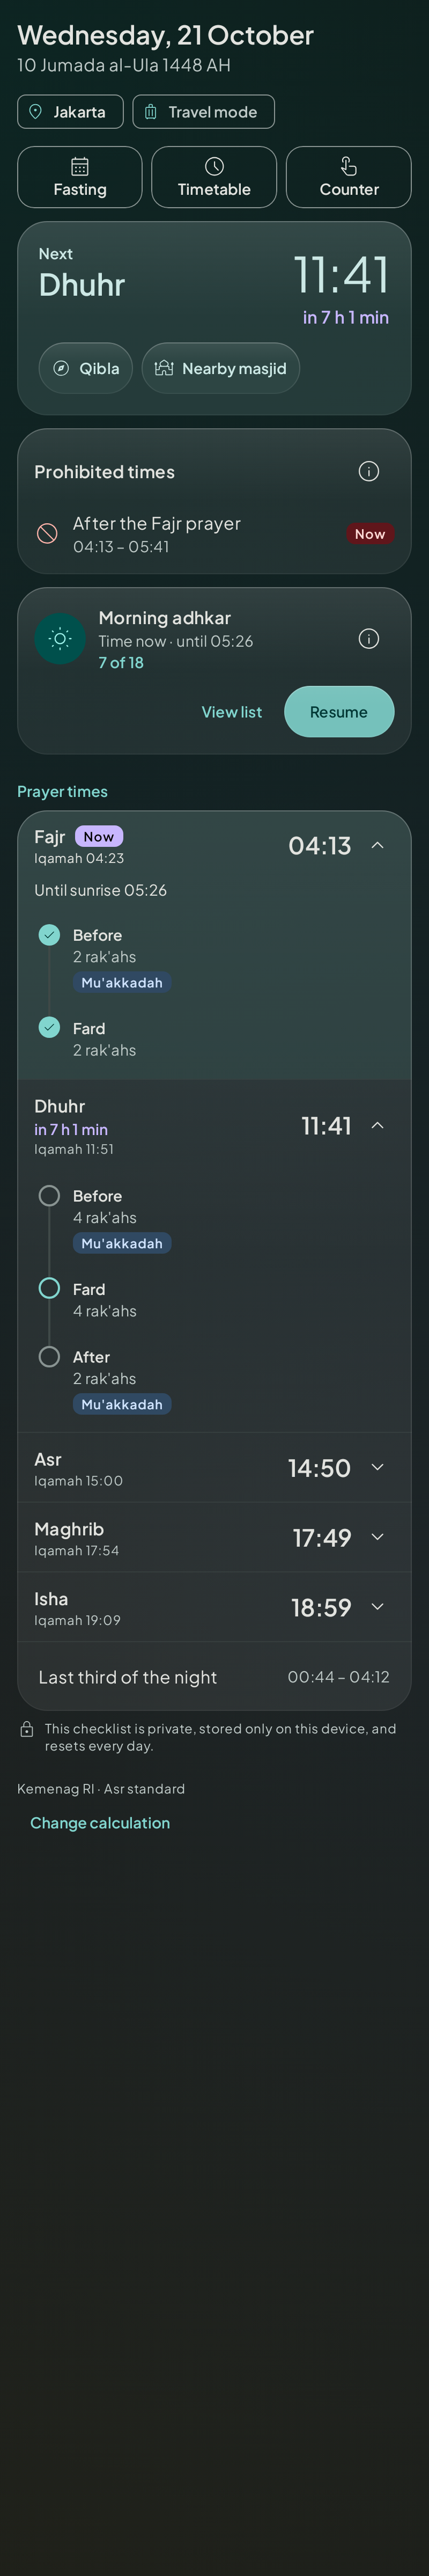 Wednesday, 21 October
10 Jumada al-Ula 1448 AH
Jakarta
Travel mode
Fasting
Timetable
Counter
Next
Dhuhr
11:41
in 7 h 1 min
Qibla
Nearby masjid
Prohibited times
After the Fajr prayer
04:13 – 05:41
Now
Morning adhkar
Time now · until 05:26
7 of 18
View list
Resume
Prayer times
Fajr
Now
Iqamah 04:23
04:13
Until sunrise 05:26
Before
2 rak'ahs
Mu'akkadah
Fard
2 rak'ahs
Dhuhr
in 7 h 1 min
Iqamah 11:51
11:41
Before
4 rak'ahs
Mu'akkadah
Fard
4 rak'ahs
After
2 rak'ahs
Mu'akkadah
Asr
Iqamah 15:00
14:50
Maghrib
Iqamah 17:54
17:49
Isha
Iqamah 19:09
18:59
Last third of the night
00:44 – 04:12
This checklist is private, stored only on this device, and
resets every day.
Kemenag RI · Asr standard
Change calculation